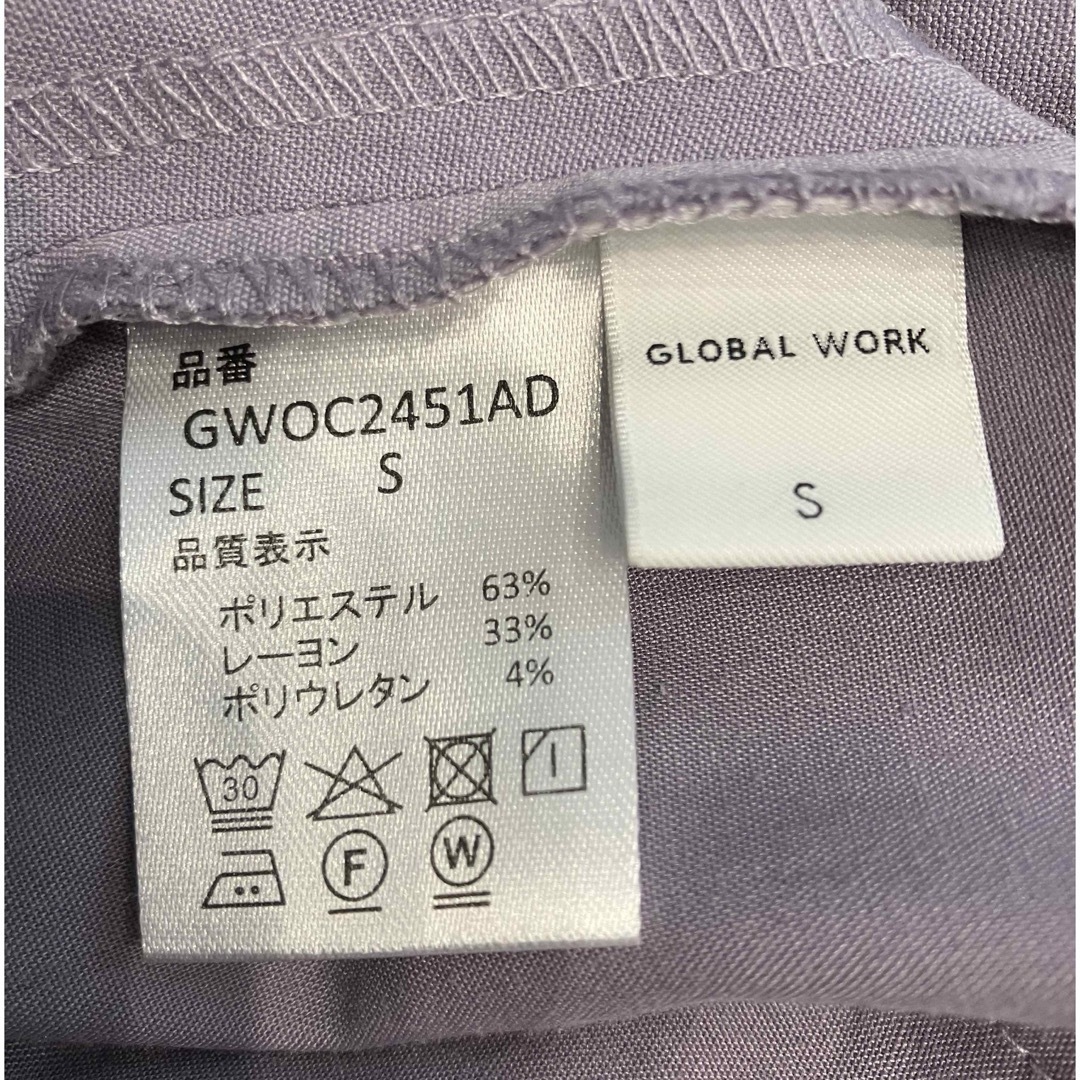 品番
GWOC2451AD
SIZE S
品質表示
ポリエステル 63%
レーヨン 33%
ポリウレタン 4%
30
F W
GLOBAL WORK
S